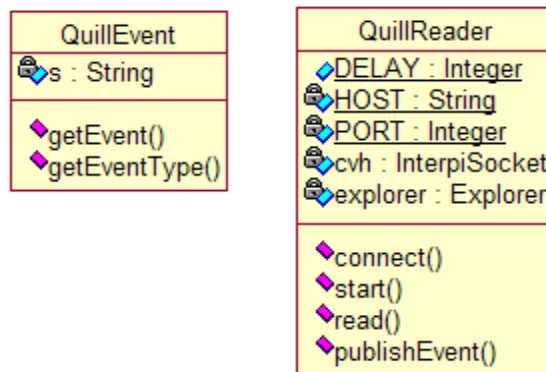 QuillEvent
s : String
getEvent()
getEventType()
QuillReader
DELAY : Integer
HOST : String
PORT : Integer
cvh : InterpiSocket
explorer : Explorer
connect()
start()
read()
publishEvent()